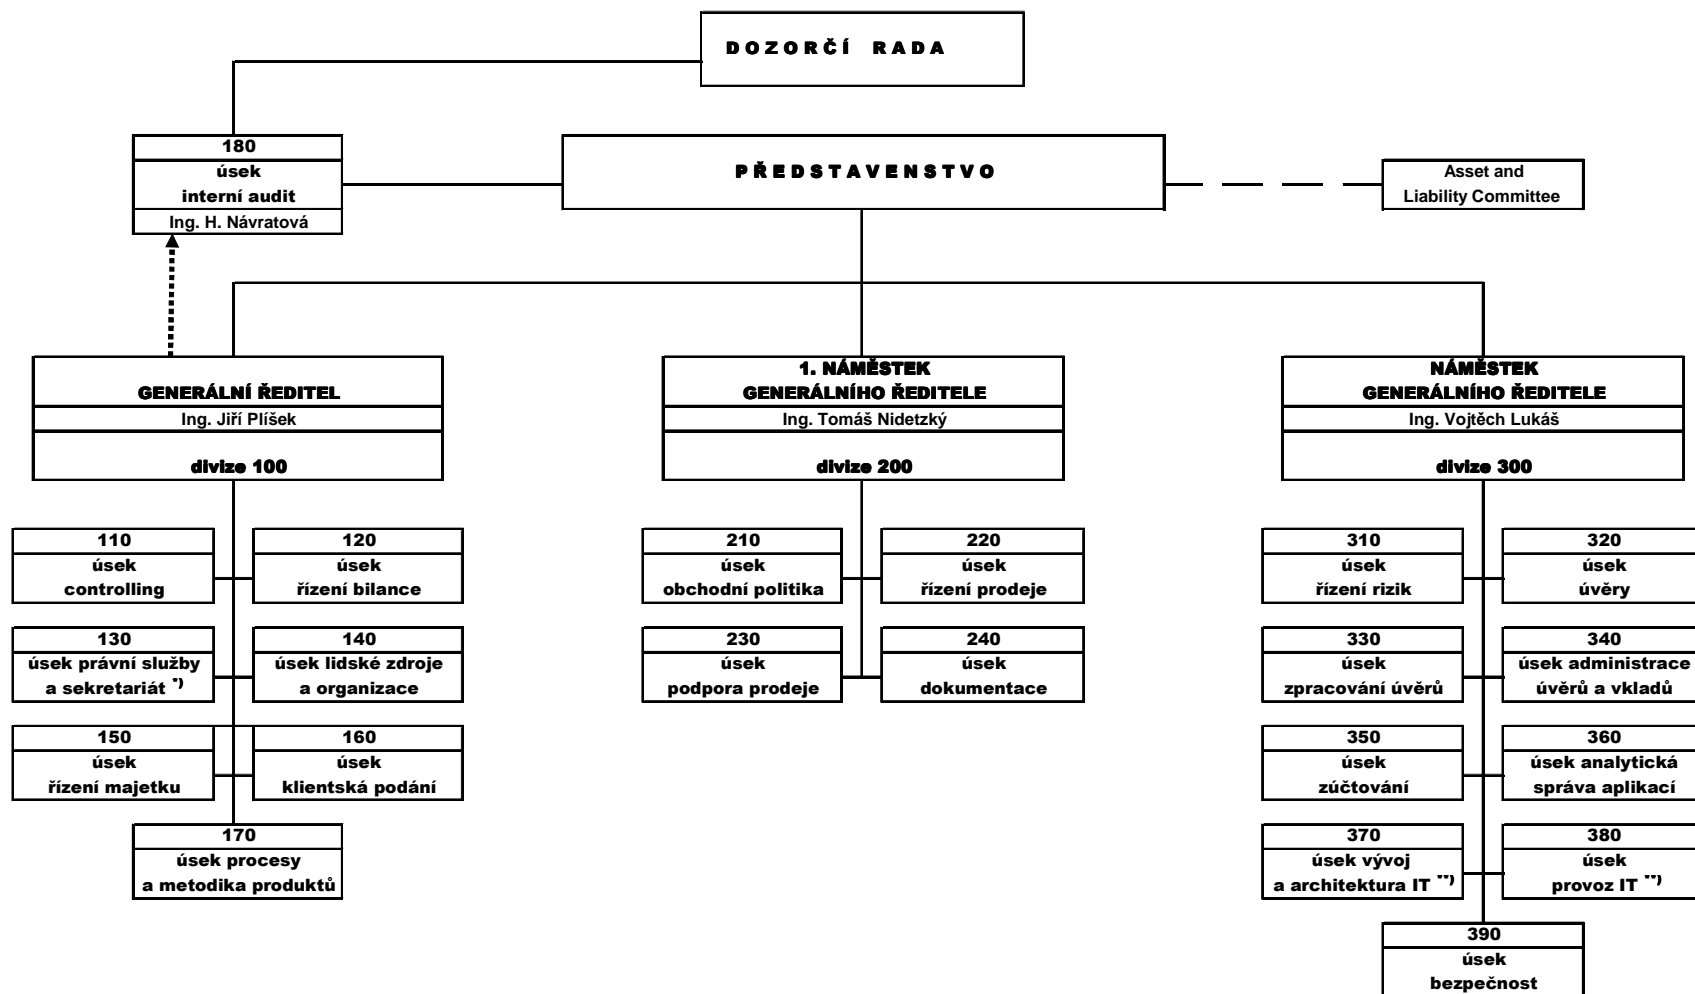 DOZORČÍ RADA
180
úsek
interní audit
Ing. H. Návratová
PŘEDSTAVENSTVO
Asset and
Liability Committee
GENERÁLNÍ ŘEDITEL
Ing. Jiří Plíšek
divize 100
1. NÁMĚSTEK
GENERÁLNÍHO ŘEDITELE
Ing. Tomáš Nidetzký
divize 200
NÁMĚSTEK
GENERÁLNÍHO ŘEDITELE
Ing. Vojtěch Lukáš
divize 300
110
úsek
controlling
120
úsek
řízení bilance
130
úsek právní služby
a sekretariát *)
140
úsek lidské zdroje
a organizace
150
úsek
řízení majetku
160
úsek
klientská podání
170
úsek procesy
a metodika produktů
210
úsek
obchodní politika
220
úsek
řízení prodeje
230
úsek
podpora prodeje
240
úsek
dokumentace
310
úsek
řízení rizik
320
úsek
úvěry
330
úsek
zpracování úvěrů
340
úsek administrace
úvěrů a vkladů
350
úsek
zúčtování
360
úsek analytická
správa aplikací
370
úsek vývoj
a architektura IT **)
380
úsek
provoz IT **)
390
úsek
bezpečnost